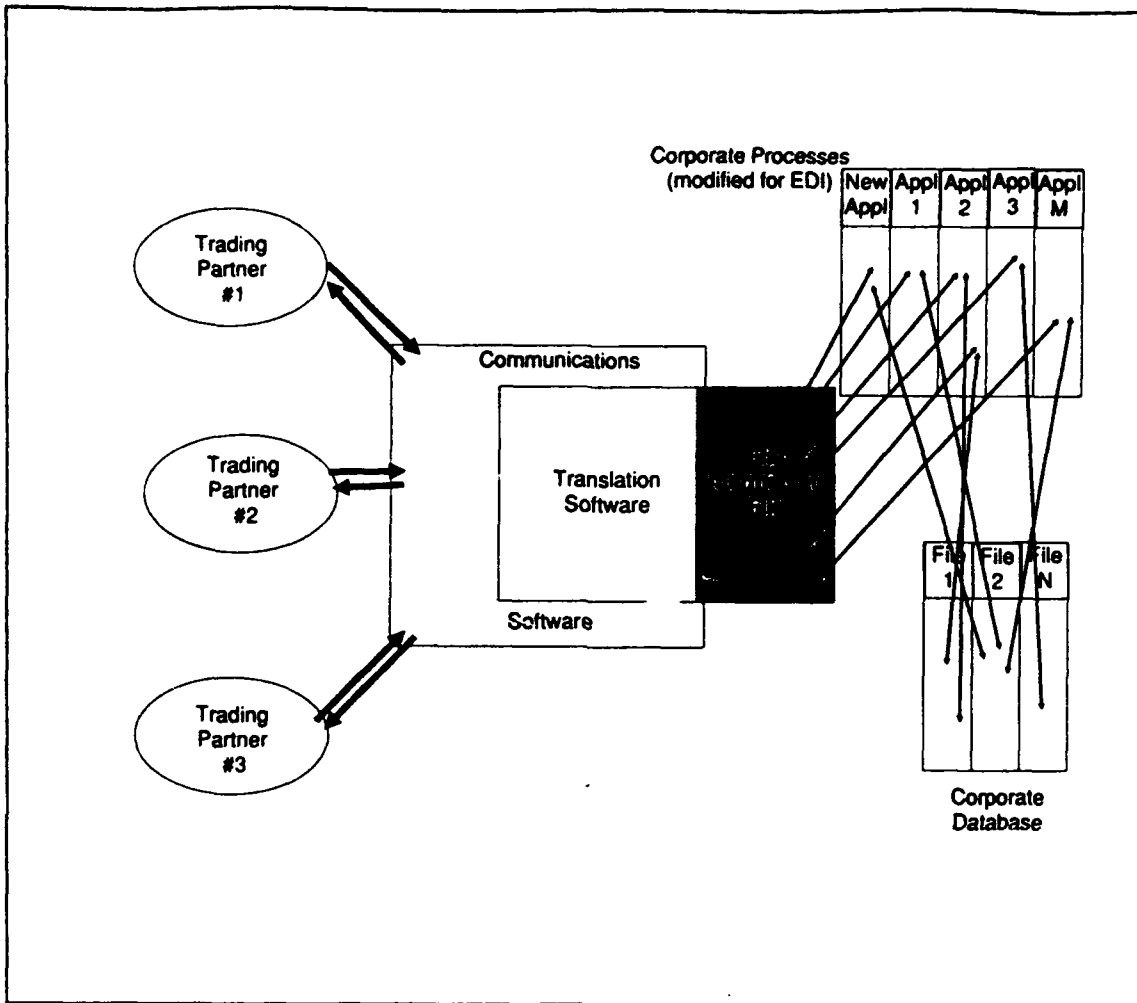 Corporate Processes
(modified for EDI)
New
Appl
Appl
1
Appl
2
Appl
3
Appl
M
Trading
Partner
#1
Communications
Trading
Partner
#2
Translation
Software
File
1
File
2
File
N
Software
Trading
Partner
#3
Corporate
Database